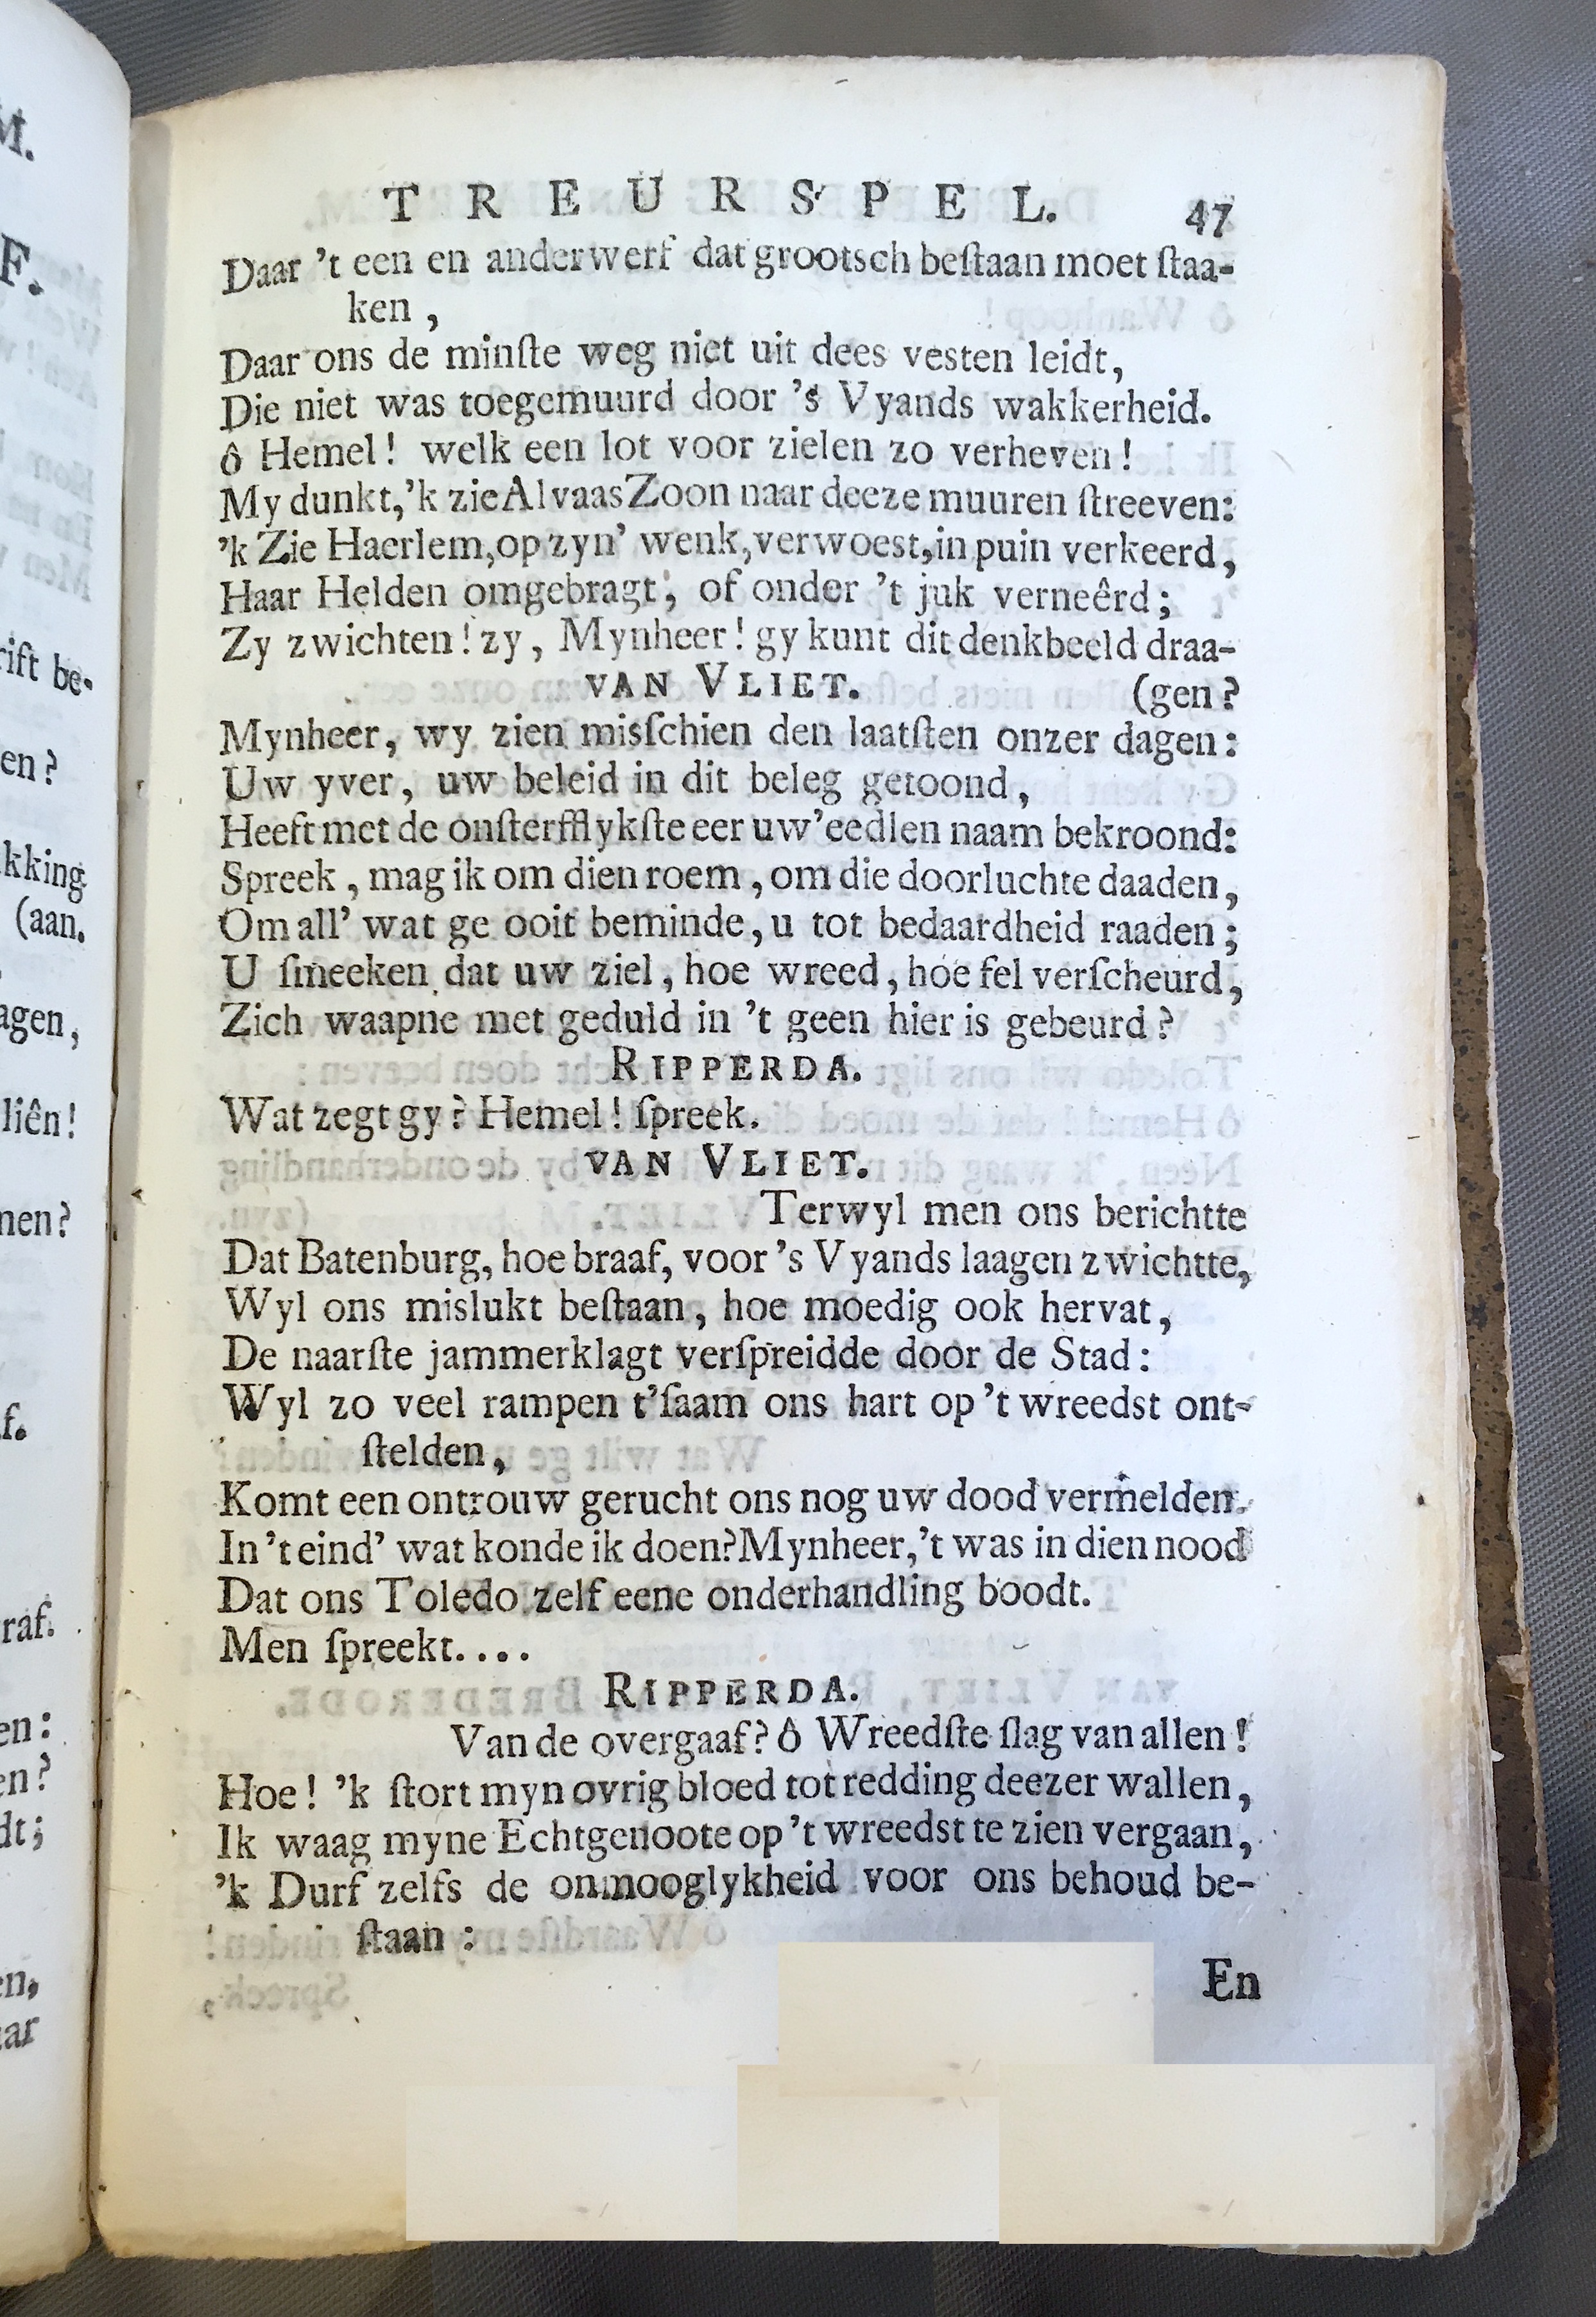 TREURSPEL. 47
Daar 't een en anderwerf dat grootsch beſtaan moet ſtaa-
ken,
Daar ons de minſte weg niet uit dees vesten leidt,
Die niet was toegemuurd door 's Vyands wakkerheid.
ô Hemel! welk een lot voor zielen zo verheven!
My dunkt, 'k zie Alvaas Zoon naar deeze muuren ſtreeven:
'k Zie Haerlem, op zyn' wenk, verwoest, in puin verkeerd,
Haar Helden omgebragt, of onder 't juk verneêrd;
Zy zwichten! zy, Mynheer! gy kunt dit denkbeeld draa-
VAN VLIET. (gen?
Mynheer, wy zien misſchien den laatſten onzer dagen:
Uw yver, uw beleid in dit beleg getoond,
Heeft met de onſterfflykſte eer uw' eedlen naam bekroond:
Spreek, mag ik om dien roem, om die doorluchte daaden,
Om all' wat ge ooit beminde, u tot bedaardheid raaden;
U ſmeeken dat uw ziel, hoe wreed, hoe fel verſcheurd,
Zich waapne met geduld in 't geen hier is gebeurd?
RIPPERDA.
Wat zegt gy? Hemel! ſpreek.
VAN VLIET.
Terwyl men ons berichtte
Dat Batenburg, hoe braaf, voor 's Vyands laagen zwichtte,
Wyl ons mislukt beſtaan, hoe moedig ook hervat,
De naarſte jammerklagt verſpreidde door de Stad:
Wyl zo veel rampen t'ſaam ons hart op 't wreedst ont-
ſtelden,
Komt een ontrouw gerucht ons nog uw dood vermelden.
In 't eind' wat konde ik doen? Mynheer, 't was in dien nood
Dat ons Toledo zelf eene onderhandling boodt.
Men ſpreekt....
RIPPERDA.
Van de overgaaf? ô Wreedſte ſlag van allen!
Hoe! 'k ſtort myn ovrig bloed tot redding deezer wallen,
Ik waag myne Echtgenoote op 't wreedst te zien vergaan,
'k Durf zelfs de onmooglykheid voor ons behoud be-
ſtaan:
En